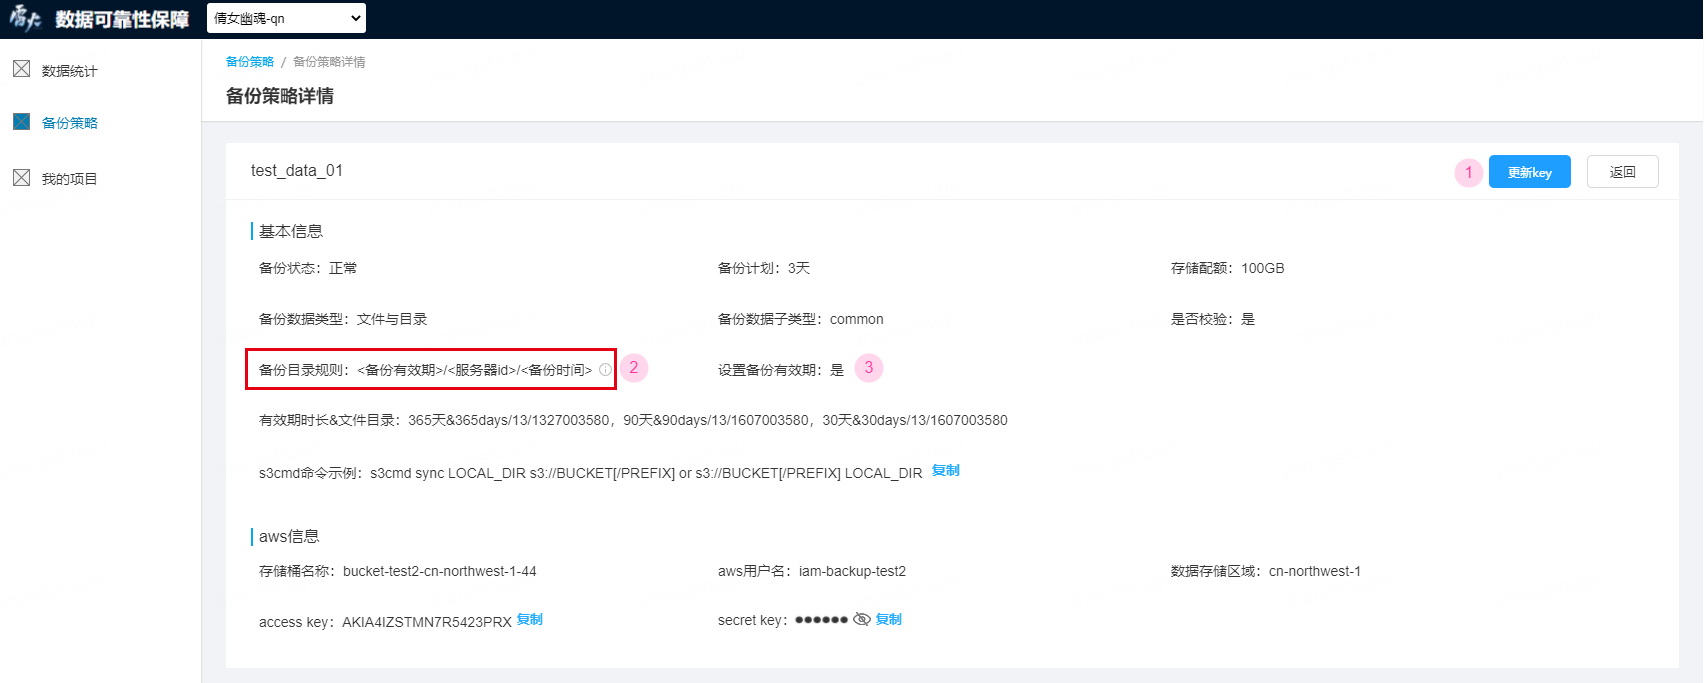 雷火 数据可靠性保障 倩女幽魂-qn
数据统计
备份策略
我的项目
备份策略 / 备份策略详情
备份策略详情
test_data_01
1 更新key 返回
基本信息
备份状态：正常 备份计划：3天 存储配额：100GB
备份数据类型：文件与目录 备份数据子类型：common 是否校验：是
备份目录规则：<备份有效期>/<服务器id>/<备份时间> 2 设置备份有效期：是 3
有效期时长&文件目录：365天&365days/13/1327003580，90天&90days/13/1607003580，30天&30days/13/1607003580
s3cmd命令示例：s3cmd sync LOCAL_DIR s3://BUCKET[/PREFIX] or s3://BUCKET[/PREFIX] LOCAL_DIR 复制
aws信息
存储桶名称：bucket-test2-cn-northwest-1-44 aws用户名：iam-backup-test2 数据存储区域：cn-northwest-1
access key：AKIA4IZSTMN7R5423PRX 复制 secret key：●●●●●● 复制